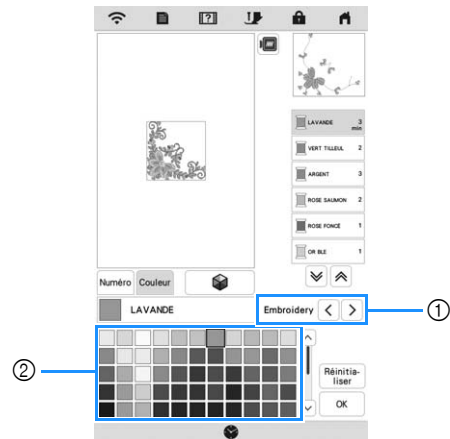 LAVANDE 3 min
VERT TILLEUL 2
ARGENT 3
ROSE SAUMON 2
ROSE FONCÉ 1
OR BLE 1
Numéro Couleur
LAVANDE Embroidery < > ①
②
Réinitia-
liser
OK